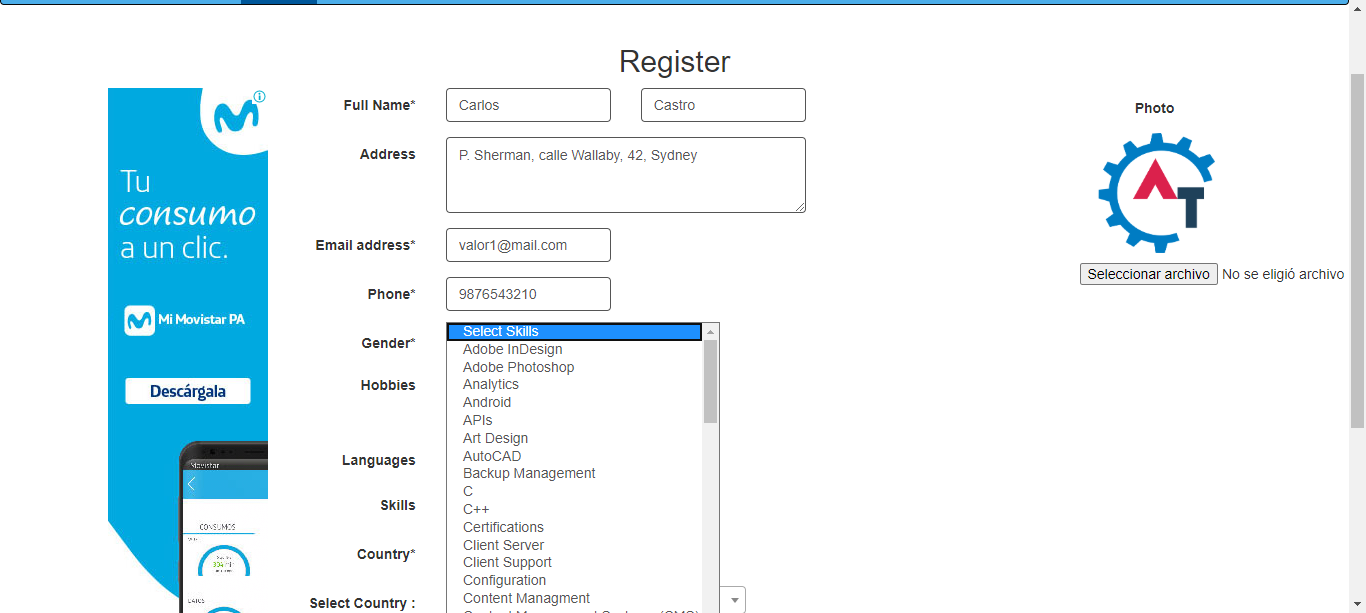 Register
Full Name*
Carlos
Castro
Photo
Address
P. Sherman, calle Wallaby, 42, Sydney
Email address*
valor1@mail.com
Seleccionar archivo No se eligió archivo
Phone*
9876543210
Gender*
Hobbies
Languages
Skills
Country*
Select Country :
Select Skills
Adobe InDesign
Adobe Photoshop
Analytics
Android
APIs
Art Design
AutoCAD
Backup Management
C
C++
Certifications
Client Server
Client Support
Configuration
Content Managment
Tu
consumo
a un clic.
Mi Movistar PA
Descárgala
Movistar
CONSUMOS
DATOS
AT